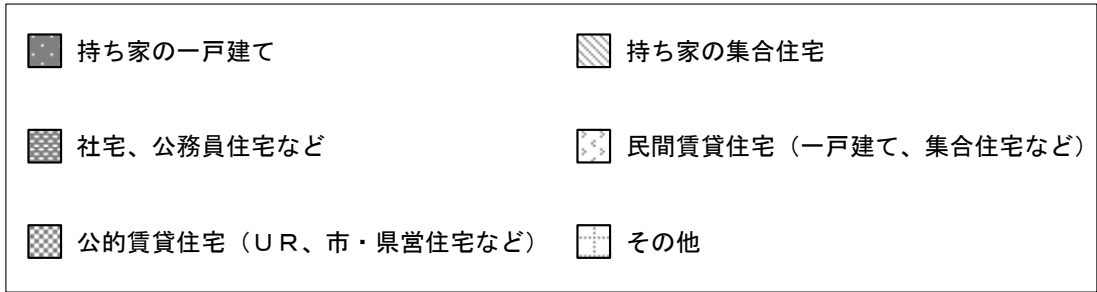 持ち家の一戸建て
持ち家の集合住宅
社宅、公務員住宅など
民間賃貸住宅（一戸建て、集合住宅など）
公的賃貸住宅（ＵＲ、市・県営住宅など）
その他